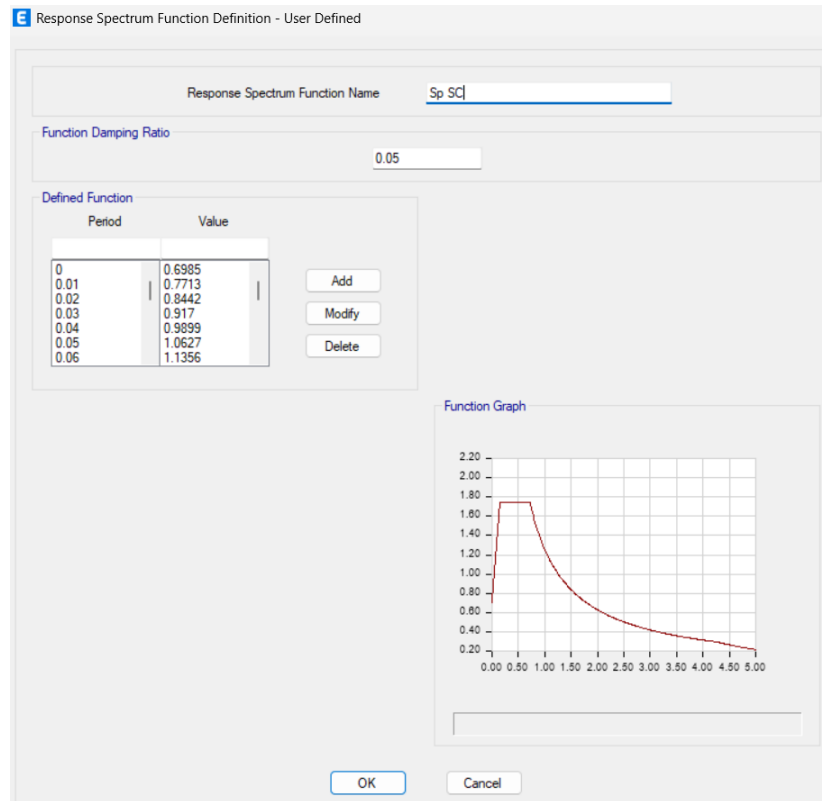 E Response Spectrum Function Definition - User Defined
Response Spectrum Function Name Sp SC
Function Damping Ratio
0.05
Defined Function
Period Value
0 0.6985
0.01 0.7713
0.02 0.8442
0.03 0.917
0.04 0.9899
0.05 1.0627
0.06 1.1356
Add
Modify
Delete
Function Graph
2.20
2.00
1.80
1.60
1.40
1.20
1.00
0.80
0.60
0.40
0.20
0.00 0.50 1.00 1.50 2.00 2.50 3.00 3.50 4.00 4.50 5.00
OK Cancel